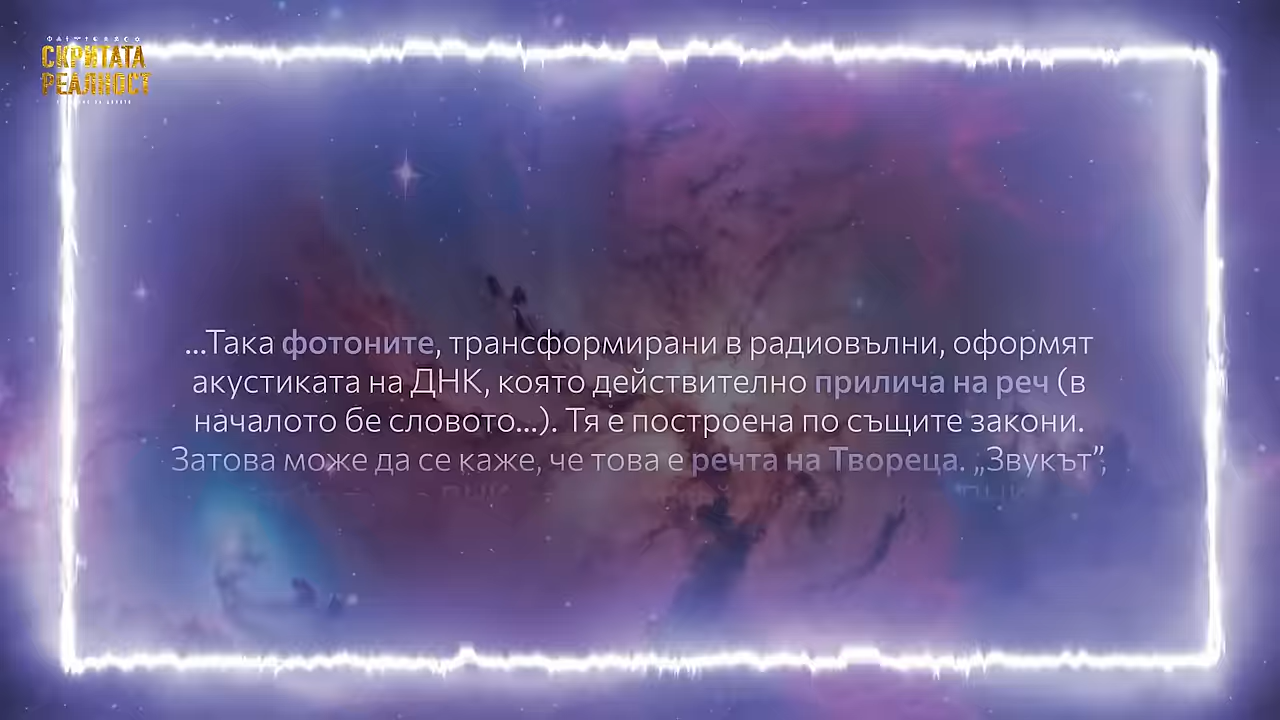 СКРИТАТА
РЕАЛНОСТ
...Така фотоните, трансформирани в радиовълни, оформят
акустиката на ДНК, която действително прилича на реч (в
началото бе словото...). Тя е построена по същите закони.
Затова може да се каже, че това е речта на Твореца. „Звукът”,